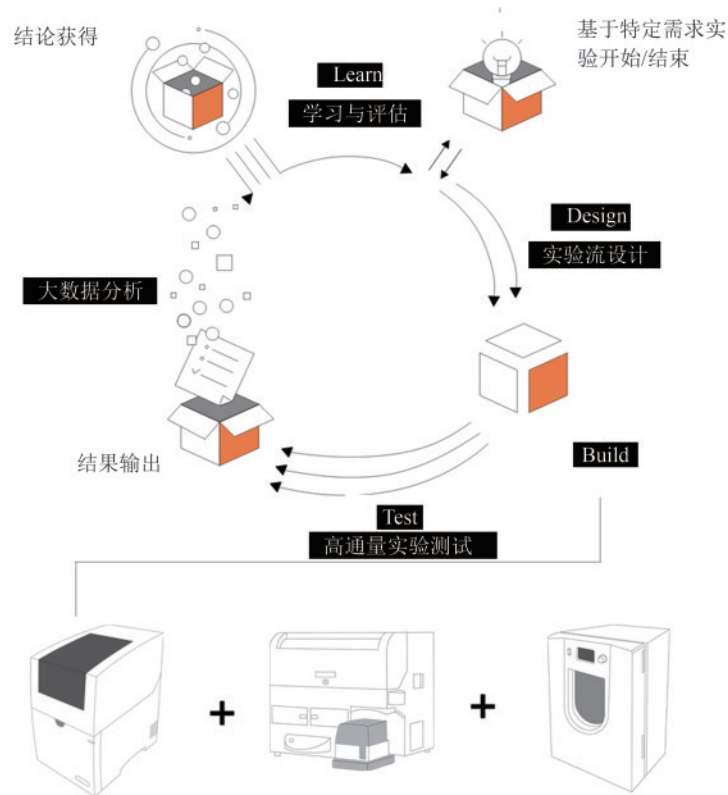 结论获得
基于特定需求实
验开始/结束
Learn
学习与评估
Design
实验流设计
大数据分析
结果输出
Build
Test
高通量实验测试
+
+